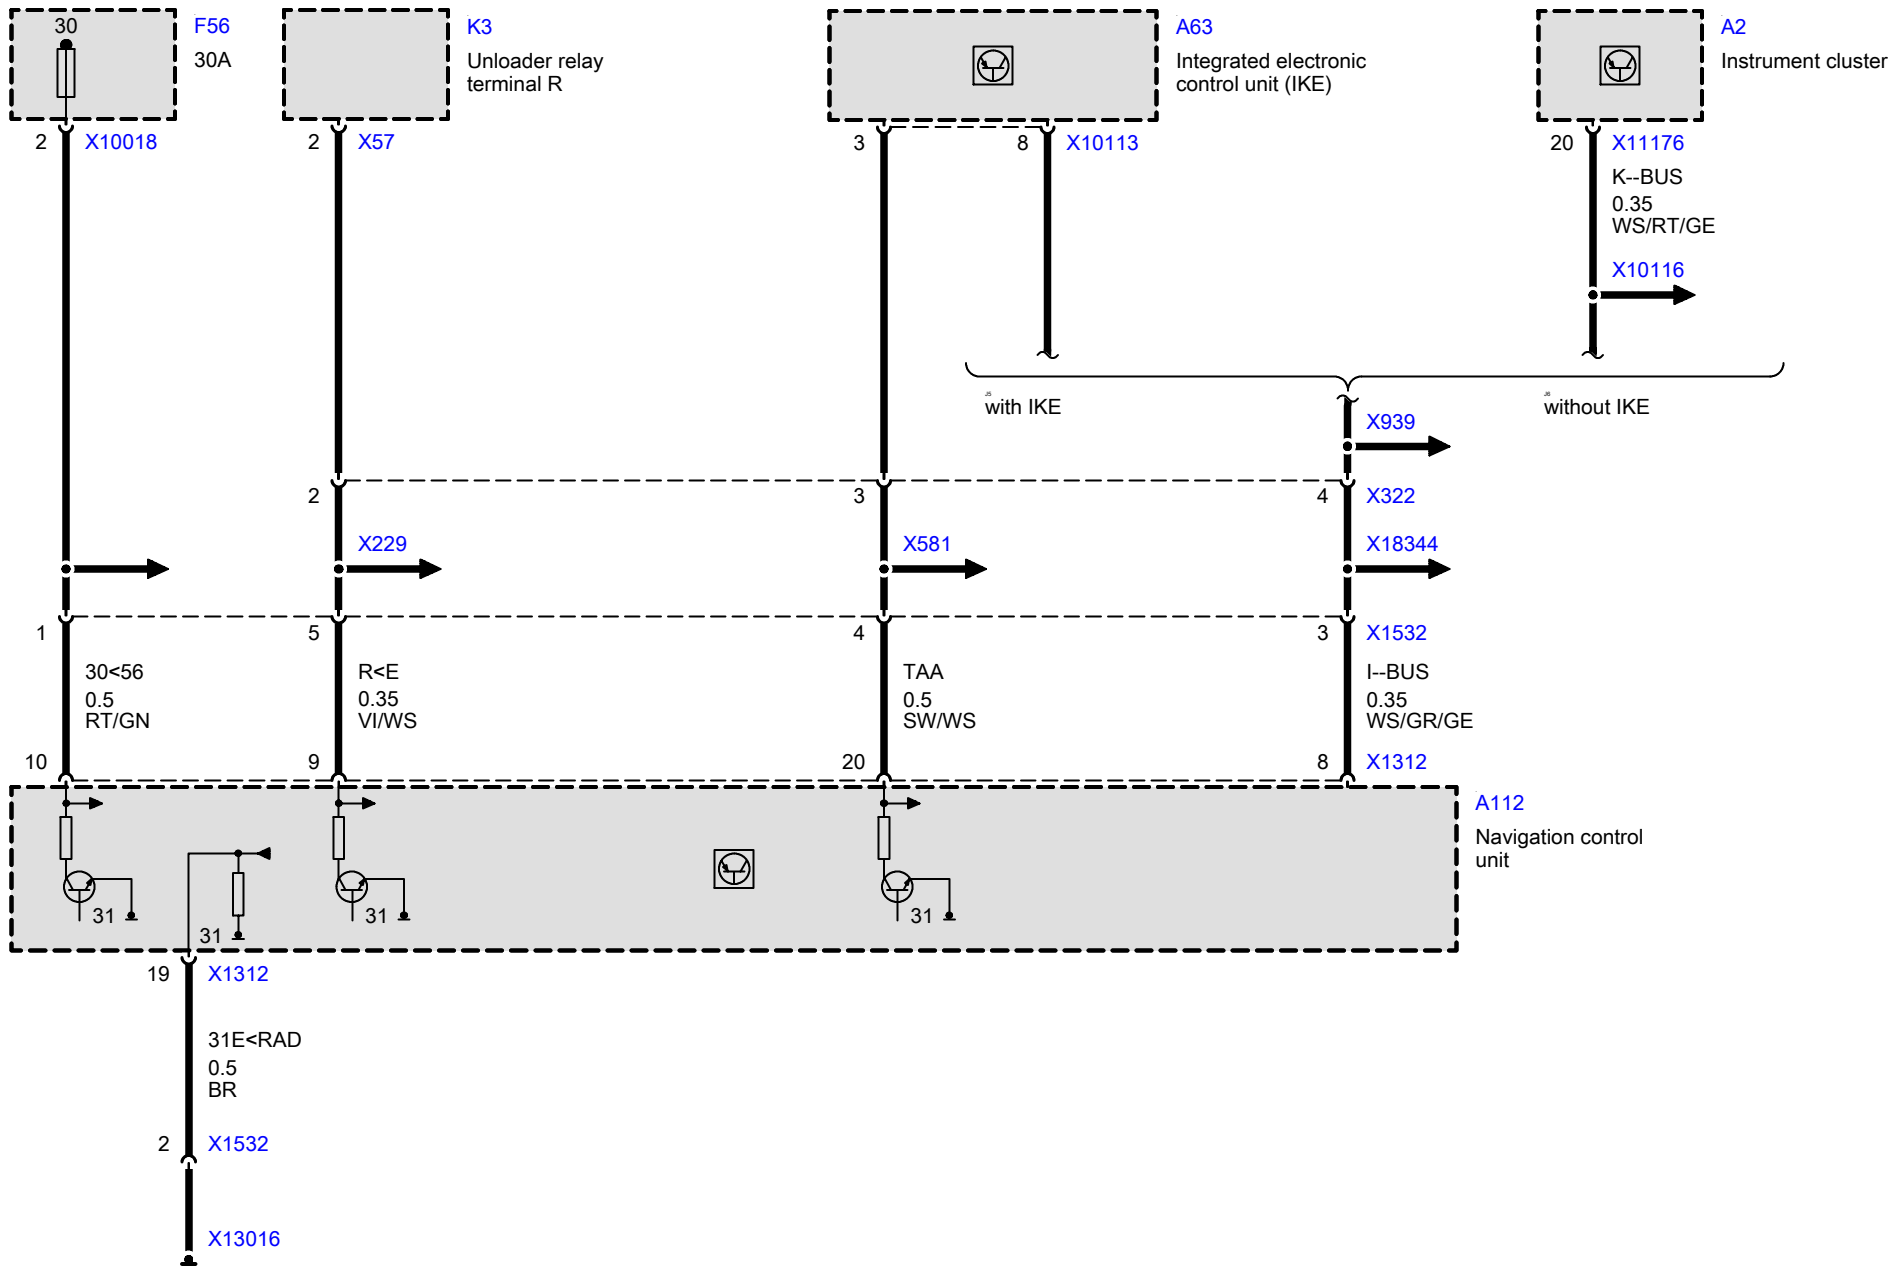 30
F56
30A
K3
Unloader relay
terminal R
A63
Integrated electronic
control unit (IKE)
A2
Instrument cluster
2 X10018
2 X57
3
8 X10113
20 X11176
K--BUS
0.35
WS/RT/GE
X10116
J5
with IKE
J6
without IKE
X939
2
3
4 X322
X229
X581
X18344
1
5
4
3 X1532
30<56
0.5
RT/GN
R<E
0.35
VI/WS
TAA
0.5
SW/WS
I--BUS
0.35
WS/GR/GE
10
9
20
8 X1312
A112
Navigation control
unit
31
31
31
31
19 X1312
31E<RAD
0.5
BR
2 X1532
X13016